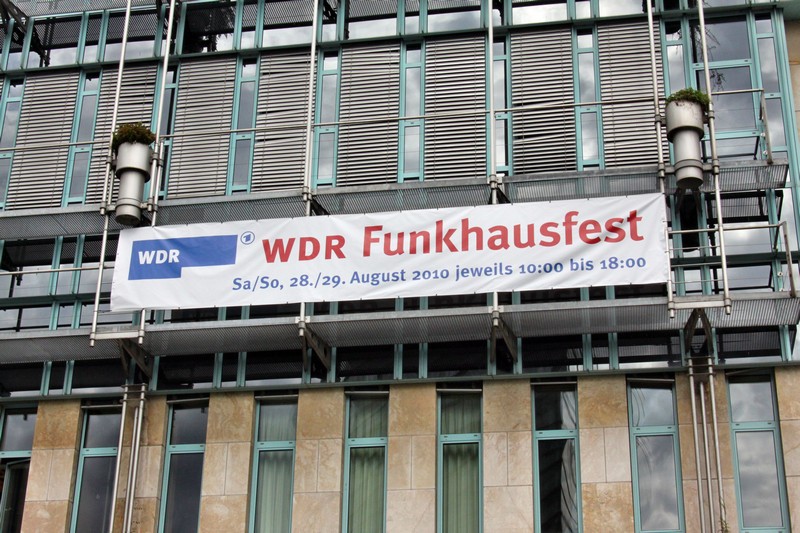 WDR
WDR Funkhausfest
Sa/So, 28./29. August 2010 jeweils 10:00 bis 18:00